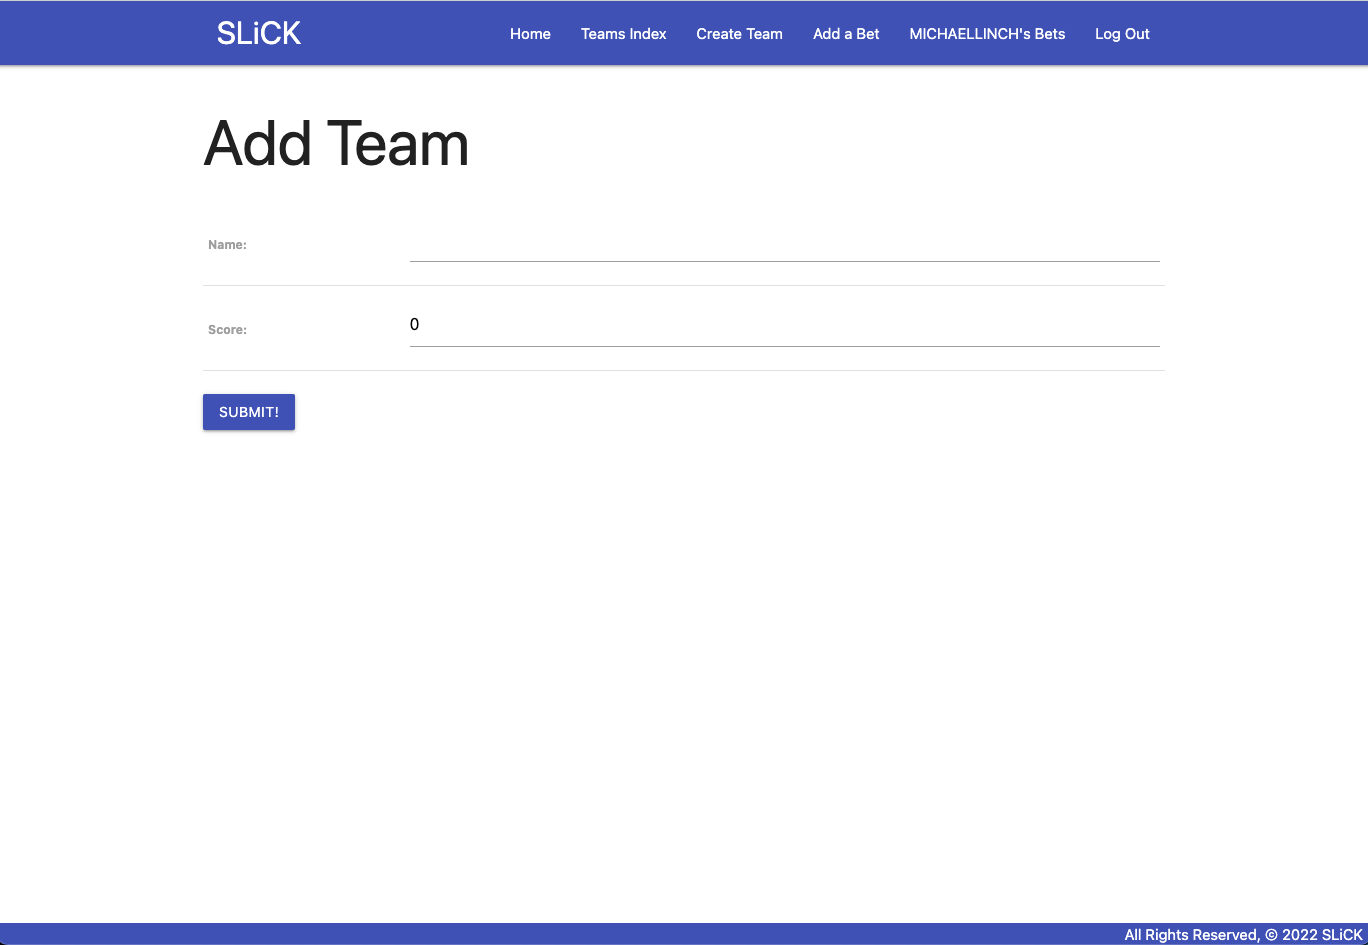 SLiCK Home Teams Index Create Team Add a Bet MICHAELLINCH's Bets Log Out
Add Team
Name:
Score: 0
SUBMIT!
All Rights Reserved, © 2022 SLiCK